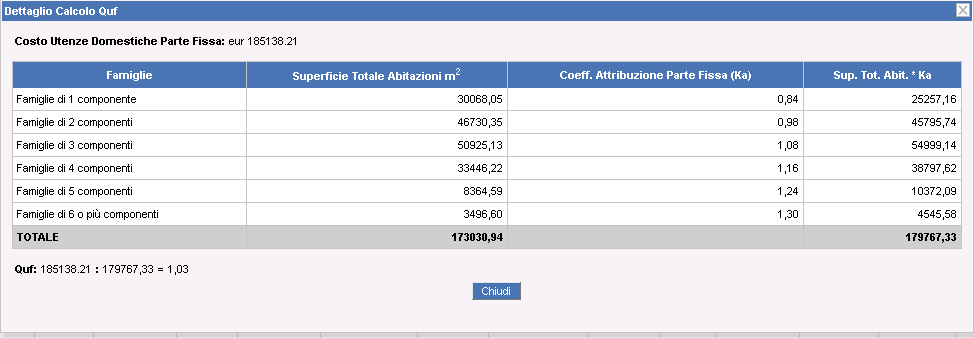 Dettaglio Calcolo Quf
Costo Utenze Domestiche Parte Fissa: eur 185138.21
Famiglie Superficie Totale Abitazioni m² Coeff. Attribuzione Parte Fissa (Ka) Sup. Tot. Abit. * Ka
Famiglie di 1 componente 30068,05 0,84 25257,16
Famiglie di 2 componenti 46730,35 0,98 45795,74
Famiglie di 3 componenti 50925,13 1,08 54999,14
Famiglie di 4 componenti 33446,22 1,16 38797,62
Famiglie di 5 componenti 8364,59 1,24 10372,09
Famiglie di 6 o più componenti 3496,60 1,30 4545,58
TOTALE 173030,94 179767,33
Quf: 185138.21 : 179767,33 = 1,03
Chiudi